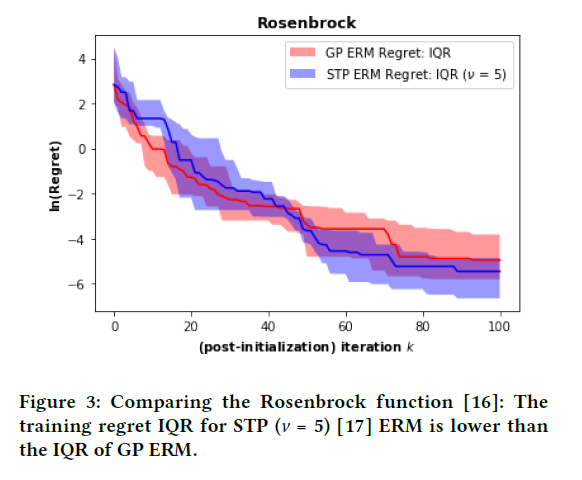 Rosenbrock
GP ERM Regret: IQR
STP ERM Regret: IQR (ν = 5)
4
2
0
−2
−4
−6
ln(Regret)
0 20 40 60 80 100
(post-initialization) iteration k
Figure 3: Comparing the Rosenbrock function [16]: The
training regret IQR for STP (ν = 5) [17] ERM is lower than
the IQR of GP ERM.